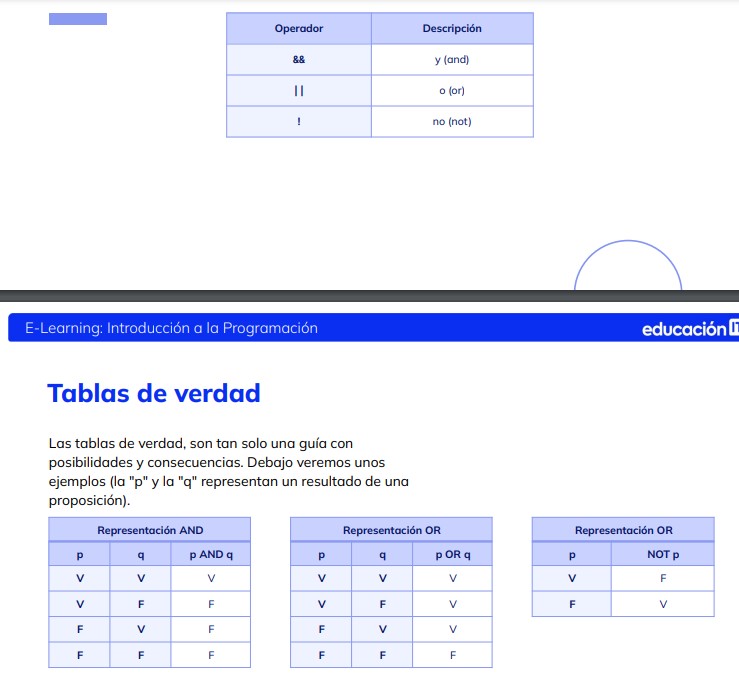 Operador Descripción
&& y (and)
|| o (or)
! no (not)
E-Learning: Introducción a la Programación
educación
Tablas de verdad
Las tablas de verdad, son tan solo una guía con
posibilidades y consecuencias. Debajo veremos unos
ejemplos (la "p" y la "q" representan un resultado de una
proposición).
Representación AND
p q p AND q
V V V
V F F
F V F
F F F
Representación OR
p q p OR q
V V V
V F V
F V V
F F F
Representación OR
p NOT p
V F
F V